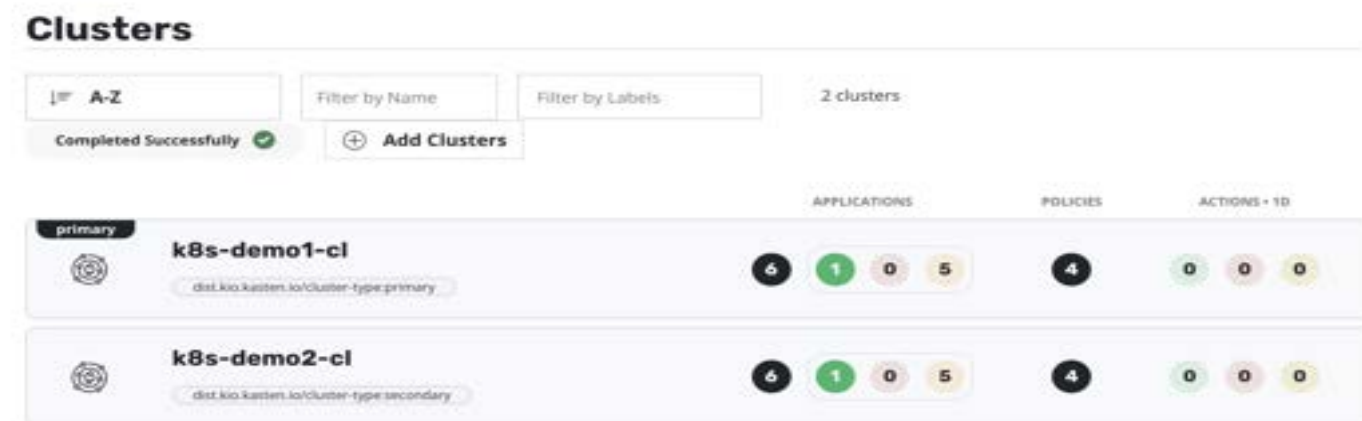 Clusters
A-Z Filter by Name Filter by Labels 2 clusters
Completed Successfully Add Clusters
APPLICATIONS POLICIES ACTIONS • 1D
primary
k8s-demo1-cl 6 1 0 5 4 0 0 0
dist.kio.kasten.io/cluster-type:primary
k8s-demo2-cl 6 1 0 5 4 0 0 0
dist.kio.kasten.io/cluster-type:secondary